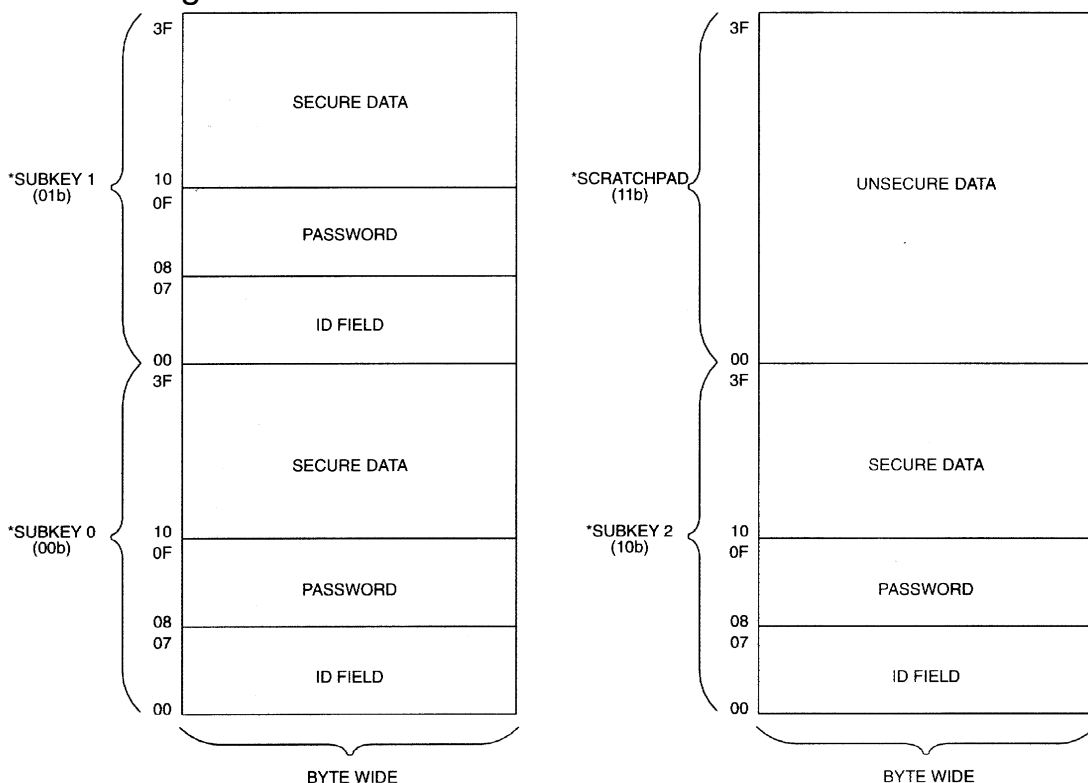 3F
SECURE DATA
*SUBKEY 1
(01b)
10
0F
PASSWORD
08
07
ID FIELD
00
3F
SECURE DATA
*SUBKEY 0
(00b)
10
0F
PASSWORD
08
07
ID FIELD
00
BYTE WIDE
3F
*SCRATCHPAD
(11b)
UNSECURE DATA
00
3F
SECURE DATA
*SUBKEY 2
(10b)
10
0F
PASSWORD
08
07
ID FIELD
00
BYTE WIDE